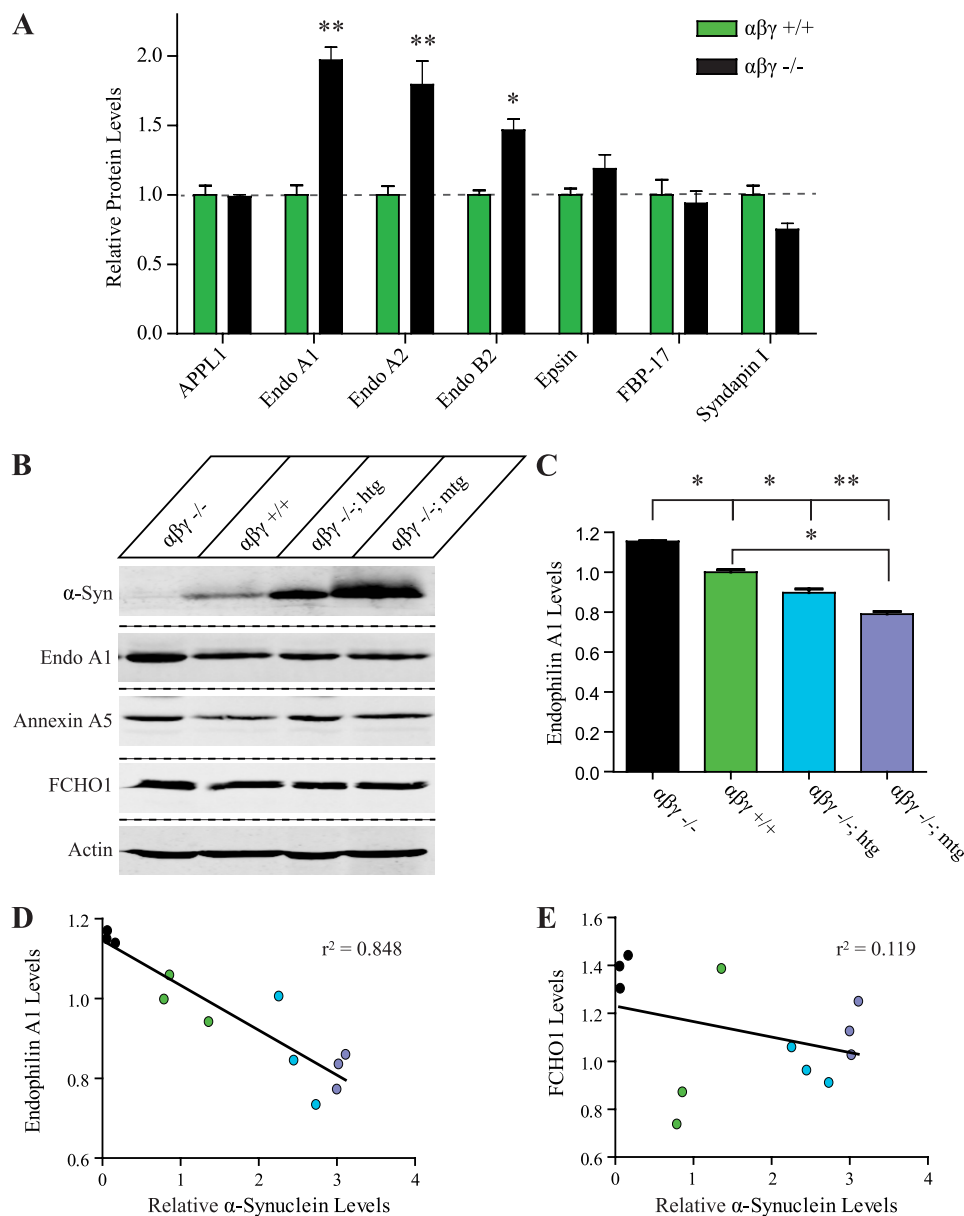 A
αβγ +/+
αβγ -/-
** ** *
Relative Protein Levels
2.0
1.5
1.0
0.5
0.0
APPL1
Endo A1
Endo A2
Endo B2
Epsin
FBP-17
Syndapin I
B
αβγ -/-
αβγ +/+
αβγ -/-; htg
αβγ -/-; mtg
α-Syn
Endo A1
Annexin A5
FCHO1
Actin
C
* * **
*
Endophilin A1 Levels
1.2
1.0
0.8
0.6
0.4
0.2
0.0
αβγ -/-
αβγ +/+
αβγ -/-; htg
αβγ -/-; mtg
D
r² = 0.848
Endophilin A1 Levels
1.2
1.0
0.8
0.6
0 1 2 3 4
Relative α-Synuclein Levels
E
r² = 0.119
FCHO1 Levels
1.6
1.4
1.2
1.0
0.8
0.6
0 1 2 3 4
Relative α-Synuclein Levels